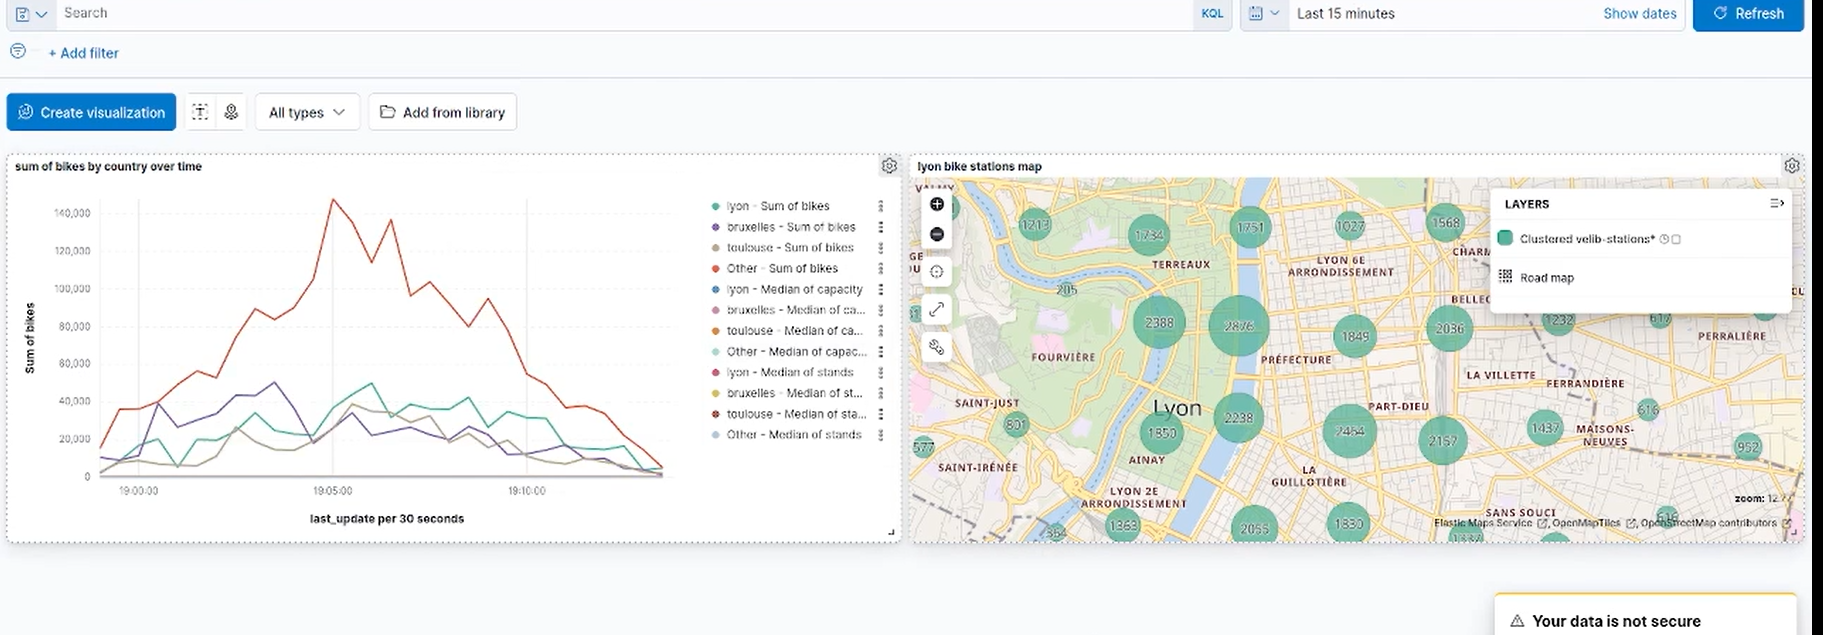 Search
KQL
Last 15 minutes
Show dates
Refresh
+ Add filter
Create visualization
All types
Add from library
sum of bikes by country over time
140,000
120,000
100,000
80,000
60,000
40,000
20,000
0
Sum of bikes
19:00:00
19:05:00
19:10:00
last_update per 30 seconds
lyon - Sum of bikes
bruxelles - Sum of bikes
toulouse - Sum of bikes
Other - Sum of bikes
lyon - Median of capacity
bruxelles - Median of ca...
toulouse - Median of ca...
Other - Median of capac...
lyon - Median of stands
bruxelles - Median of st...
toulouse - Median of sta...
Other - Median of stands
lyon bike stations map
LAYERS
Clustered velib-stations*
Road map
1213
1734
1751
1027
1568
TERREAUX
LYON 6E
ARRONDISSEMENT
205
2388
2876
1849
2036
1232
617
PERRALIÈRE
FOURVIÈRE
PRÉFECTURE
LA VILLETTE
FERRANDIÈRE
SAINT-JUST
Lyon
PART-DIEU
801
1350
2238
2464
2157
1437
616
MAISONS-
NEUVES
952
577
SAINT-IRÉNÉE
AINAY
LA
GUILLOTIÈRE
LYON 2E
ARRONDISSEMENT
zoom:
SANS SOUCI
364
1363
2055
1830
Elastic Maps Service , OpenMapTiles , OpenStreetMap contributors
Your data is not secure